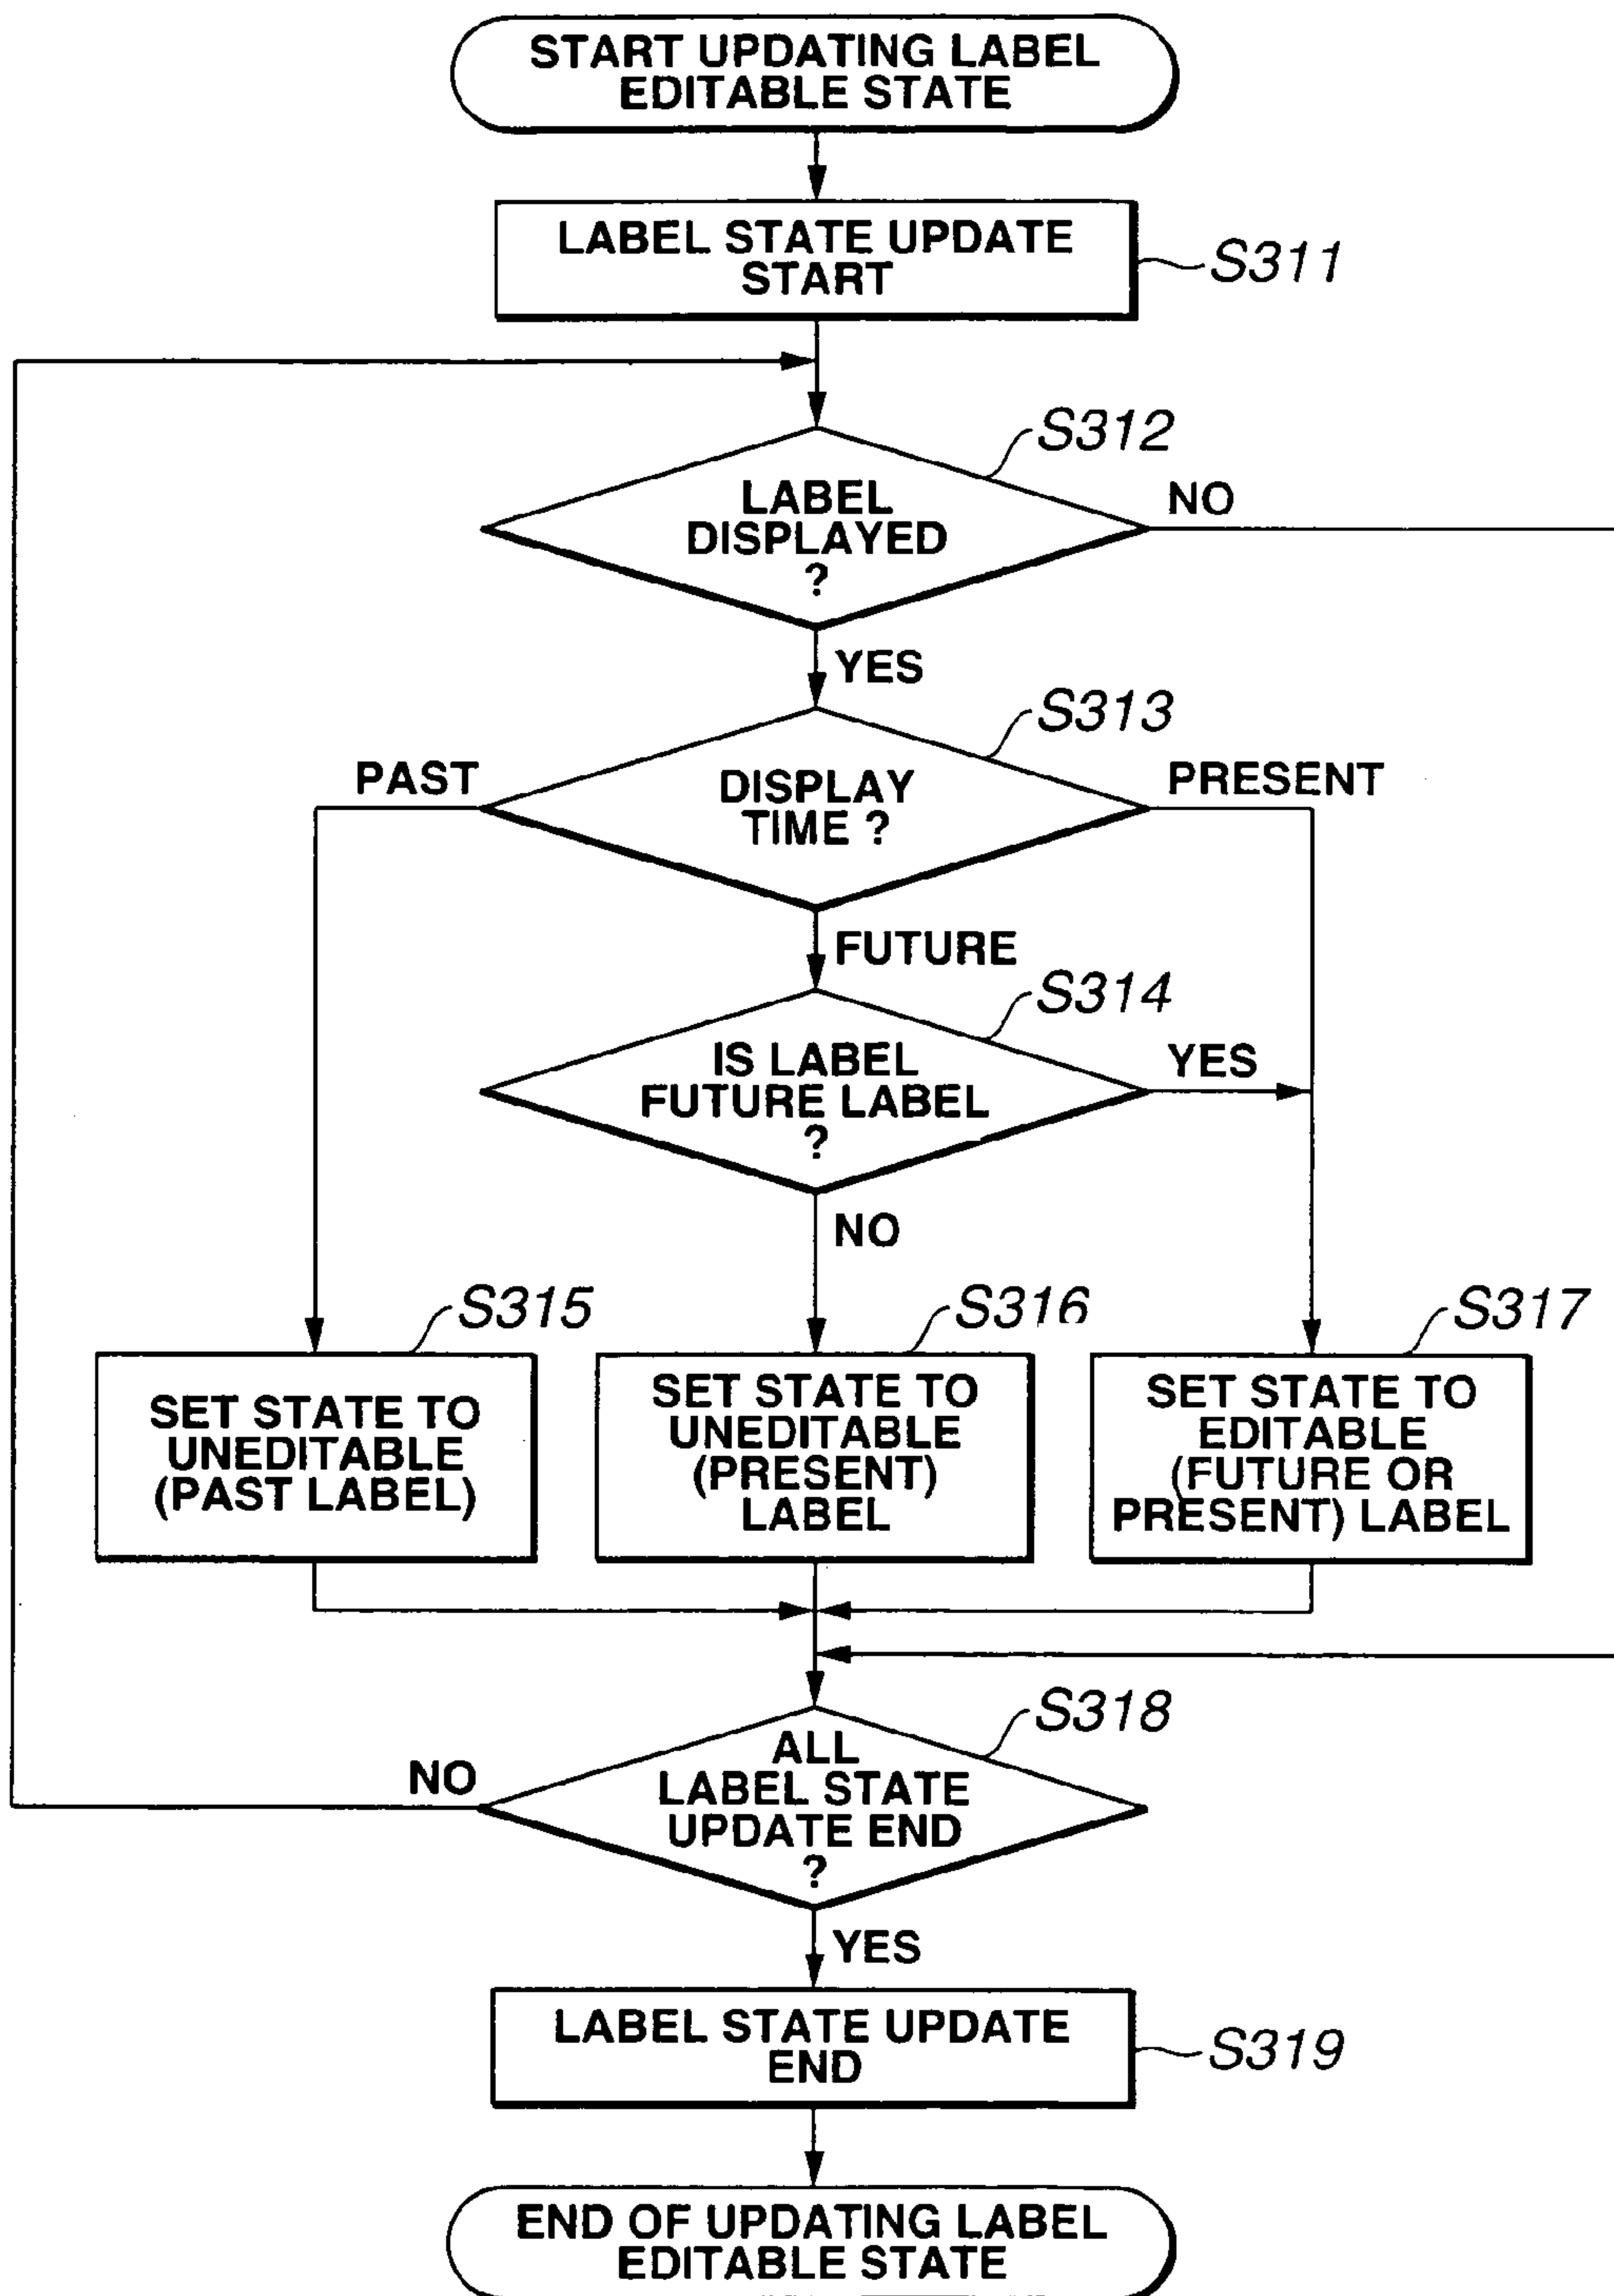 START UPDATING LABEL
EDITABLE STATE
LABEL STATE UPDATE
START
S311
S312
LABEL
DISPLAYED
?
NO
YES
S313
PAST
DISPLAY
TIME ?
PRESENT
FUTURE
S314
IS LABEL
FUTURE LABEL
?
YES
NO
S315
S316
S317
SET STATE TO
UNEDITABLE
(PAST LABEL)
SET STATE TO
UNEDITABLE
(PRESENT)
LABEL
SET STATE TO
EDITABLE
(FUTURE OR
PRESENT) LABEL
S318
ALL
LABEL STATE
UPDATE END
?
NO
YES
LABEL STATE UPDATE
END
S319
END OF UPDATING LABEL
EDITABLE STATE